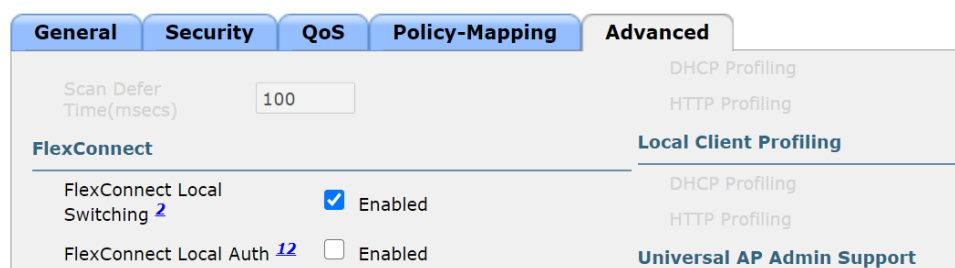 General Security QoS Policy-Mapping Advanced
Scan Defer
Time(msecs) 100
FlexConnect
FlexConnect Local
Switching 2 Enabled
FlexConnect Local Auth 12 Enabled
DHCP Profiling
HTTP Profiling
Local Client Profiling
DHCP Profiling
HTTP Profiling
Universal AP Admin Support